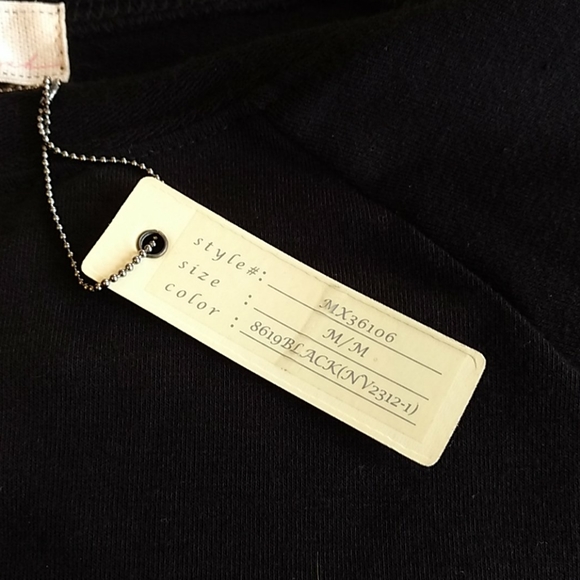 style#: MX36106
size : M/M
color : 8619BLACK(NV2312-1)